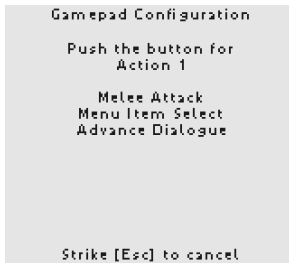 Gamepad Configuration
Push the button for
Action 1
Melee Attack
Menu Item Select
Advance Dialogue
Strike [Esc] to cancel